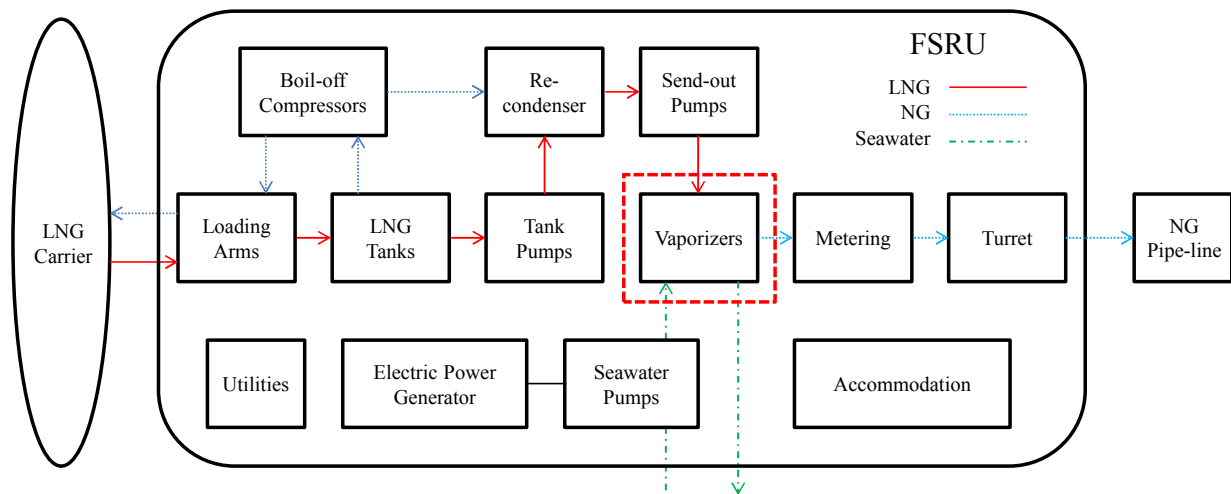 FSRU
LNG
NG
Seawater
Boil-off
Compressors
Re-
condenser
Send-out
Pumps
LNG
Carrier
Loading
Arms
LNG
Tanks
Tank
Pumps
Vaporizers
Metering
Turret
NG
Pipe-line
Utilities
Electric Power
Generator
Seawater
Pumps
Accommodation